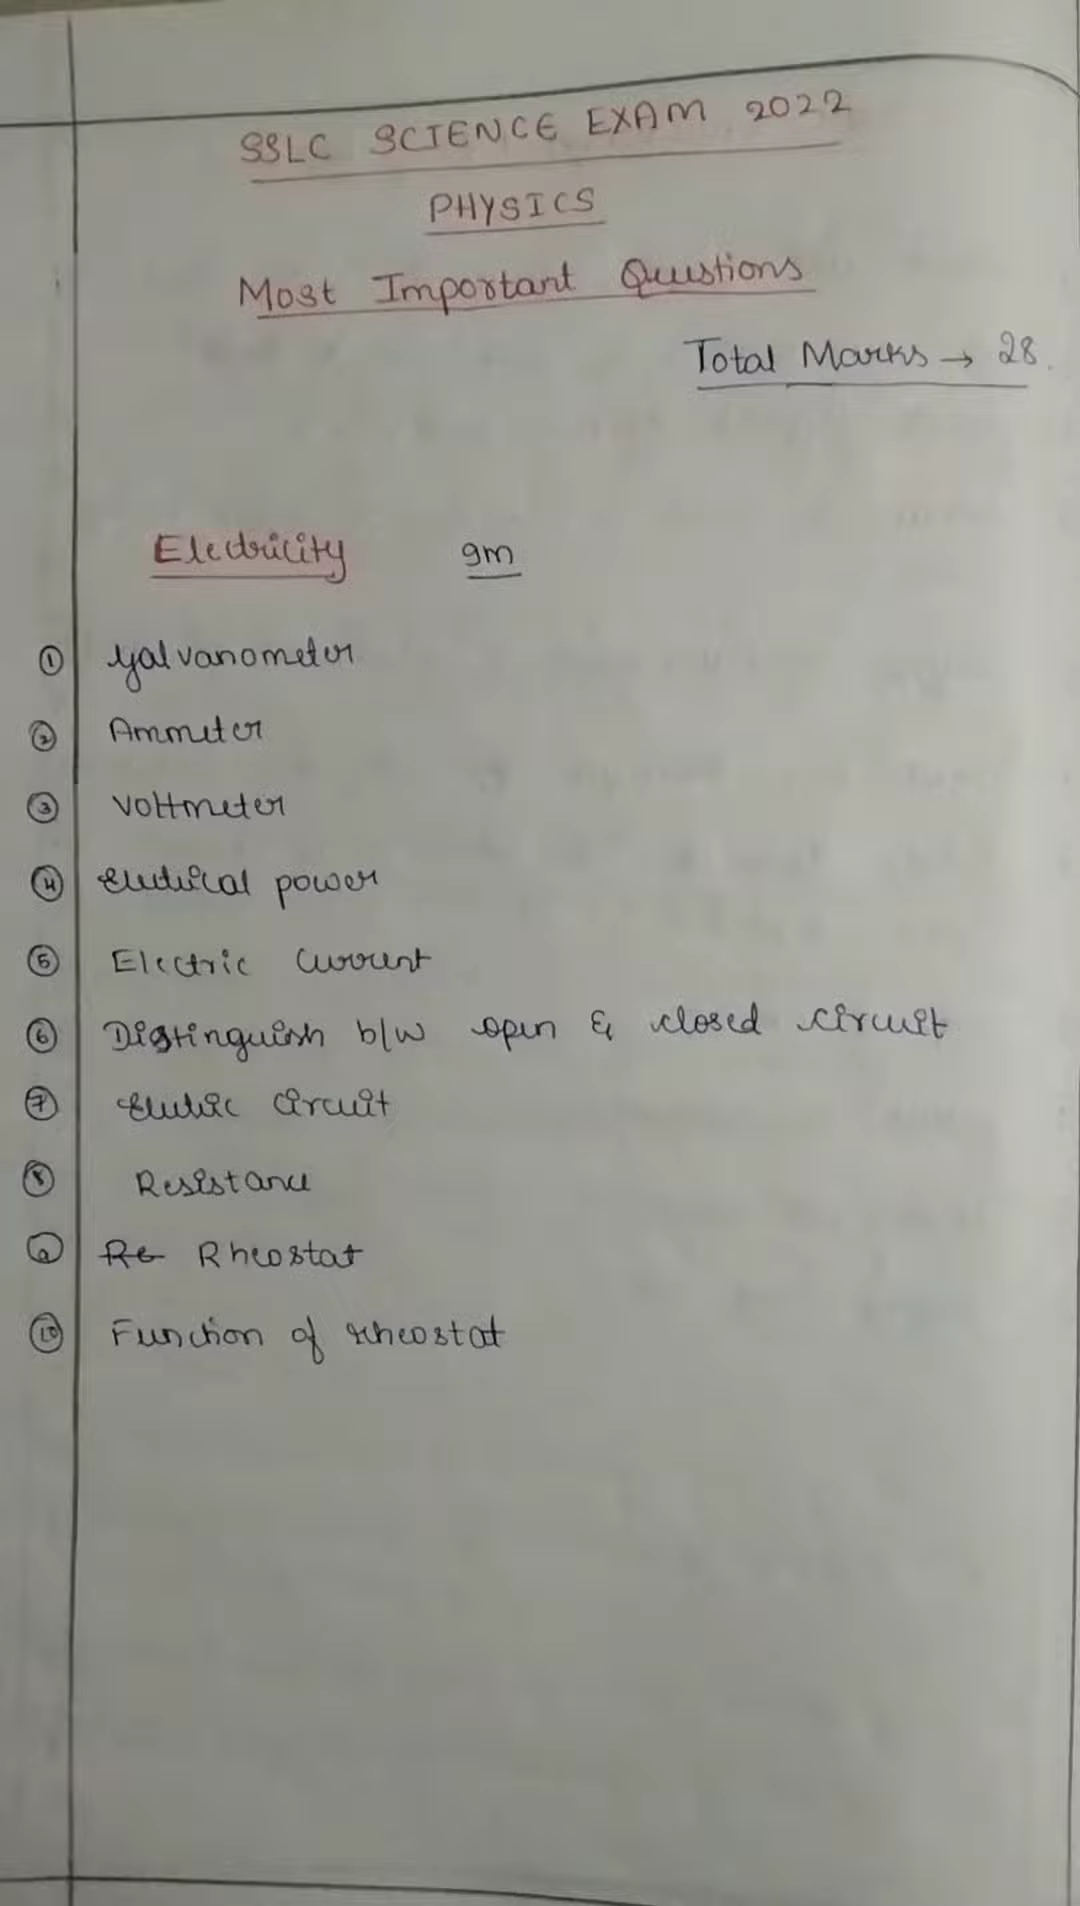 SSLC SCIENCE EXAM 2022
PHYSICS
Most Important Questions
Total Marks → 28.
Electricity 9m
① Galvanometer
② Ammeter
③ Voltmeter
④ Electrical power
⑤ Electric Current
⑥ Distinguish b/w open & closed circuit
⑦ Electric circuit
⑧ Resistance
⑨ Re Rheostat
⑩ Function of rheostat